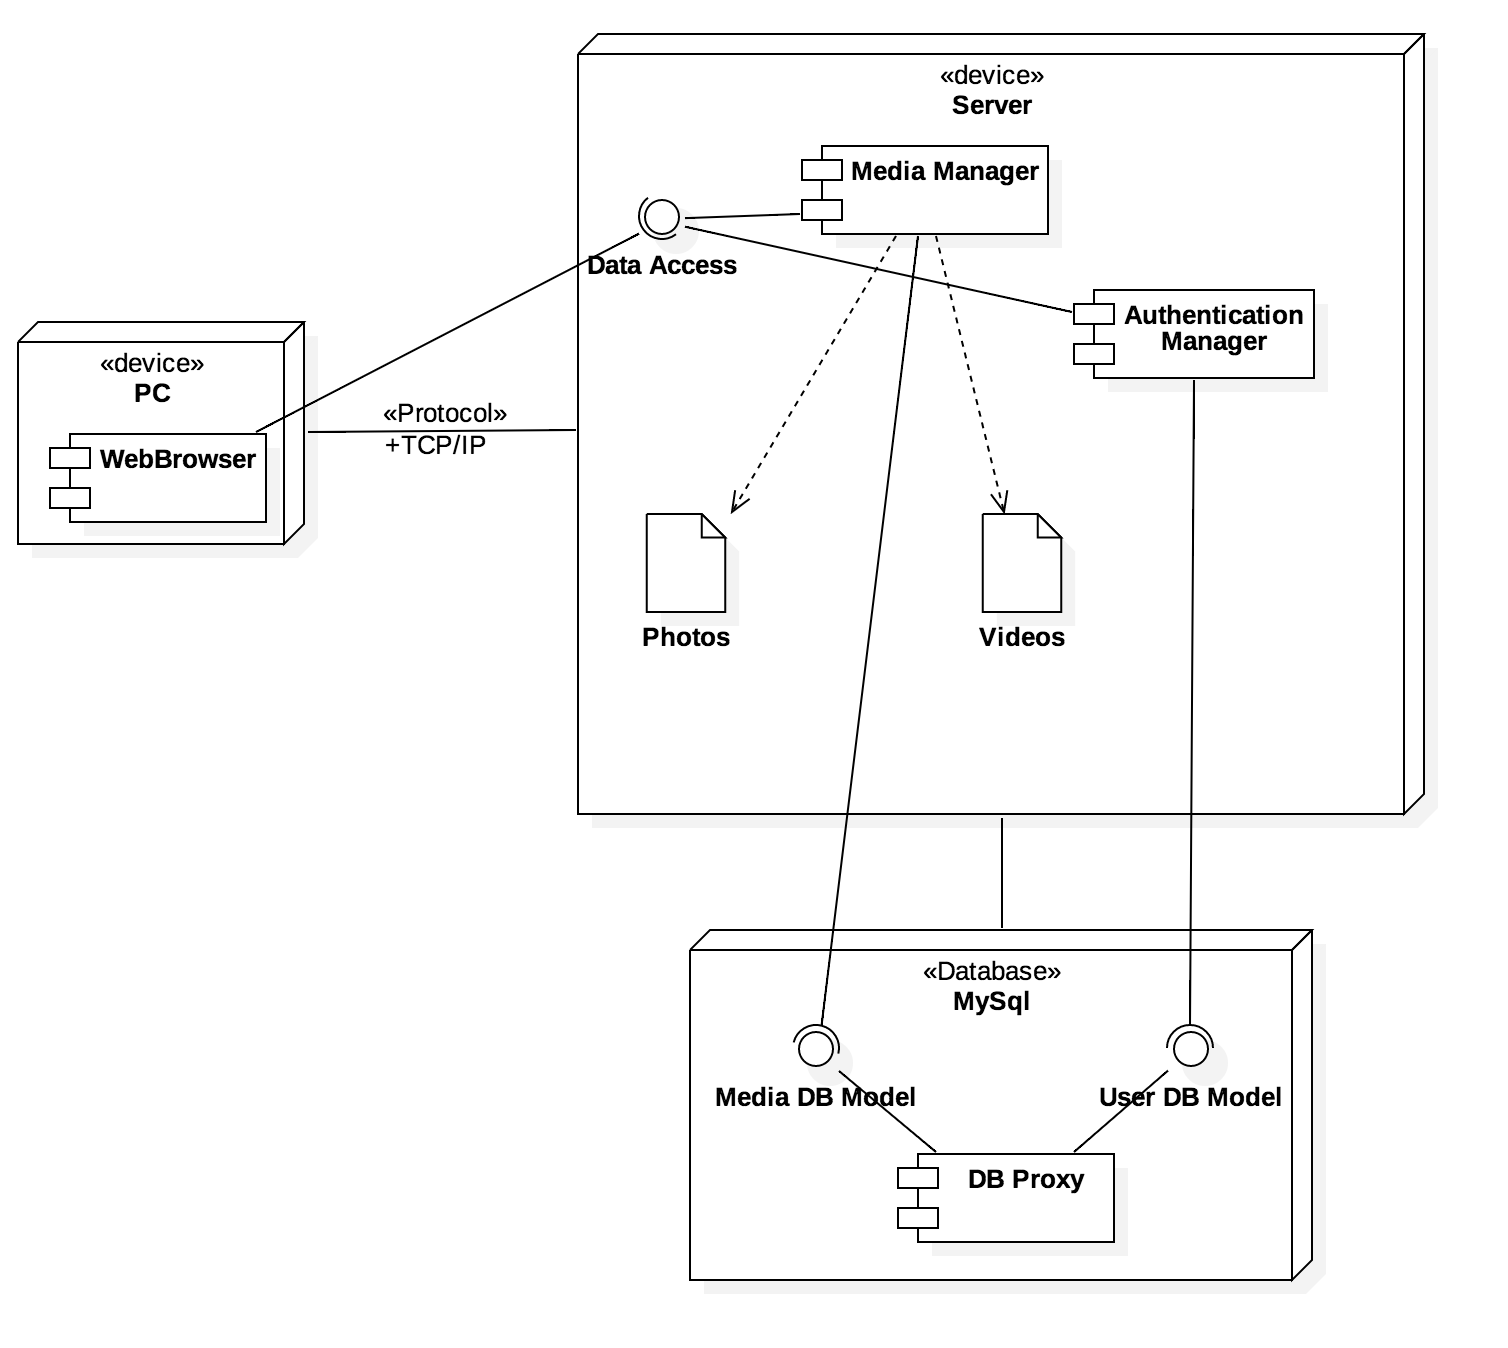 «device»
Server
Media Manager
Data Access
Authentication
Manager
«device»
PC
WebBrowser
«Protocol»
+TCP/IP
Photos
Videos
«Database»
MySql
Media DB Model
User DB Model
DB Proxy